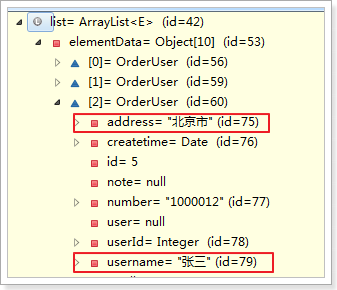 list= ArrayList<E> (id=42)
elementData= Object[10] (id=53)
[0]= OrderUser (id=56)
[1]= OrderUser (id=59)
[2]= OrderUser (id=60)
address= "北京市" (id=75)
createtime= Date (id=76)
id= 5
note= null
number= "1000012" (id=77)
user= null
userId= Integer (id=78)
username= "张三" (id=79)